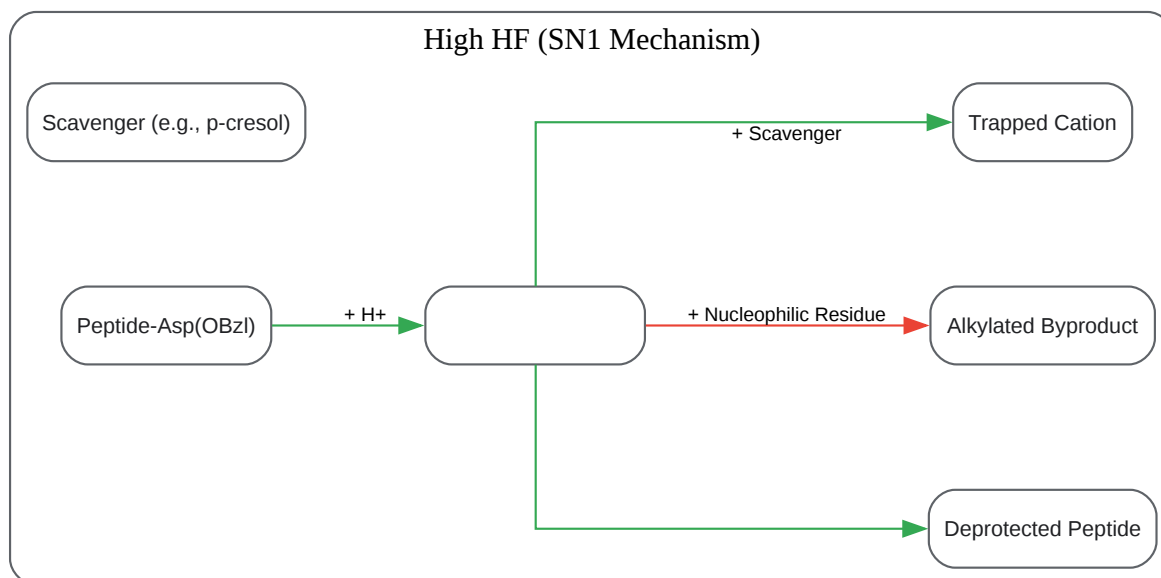 High HF (SN1 Mechanism)
Scavenger (e.g., p-cresol)
+ Scavenger
Trapped Cation
Peptide-Asp(OBzl)
+ H+
+ Nucleophilic Residue
Alkylated Byproduct
Deprotected Peptide